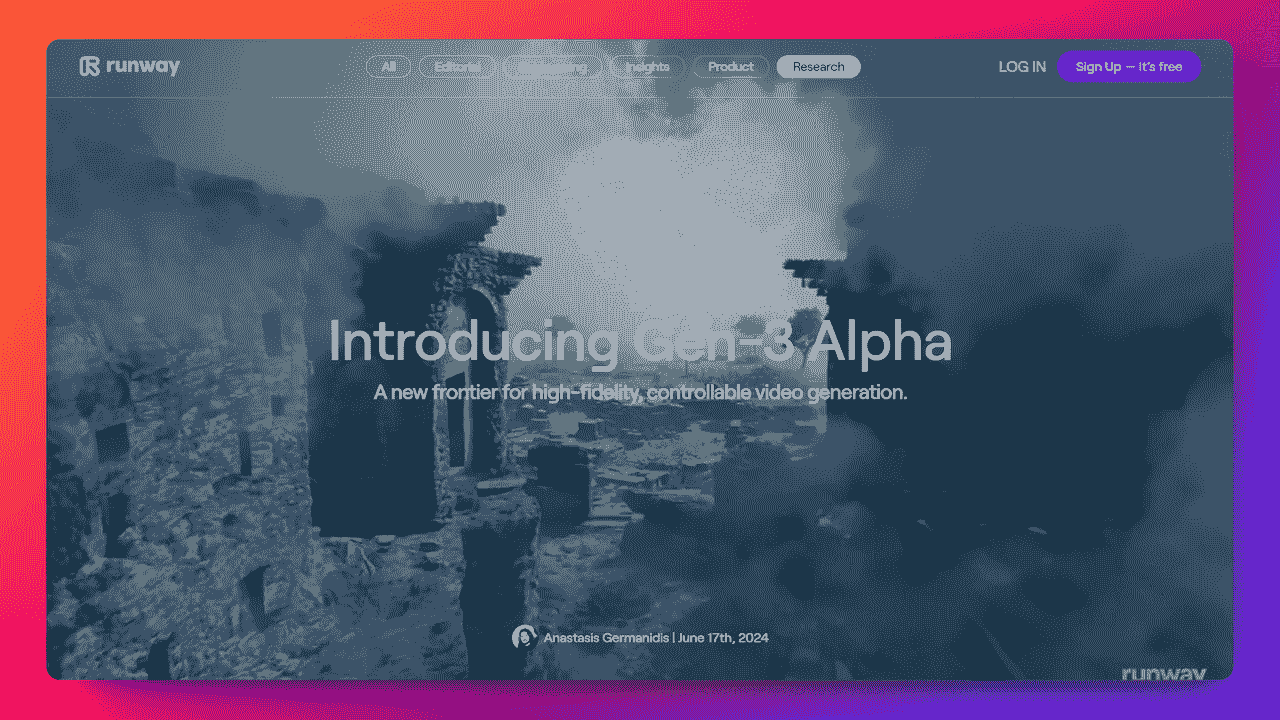 runway
All
Insights
Product
Research
LOG IN
Sign Up – It's free
Introducing Gen-3 Alpha
A new frontier for high-fidelity, controllable video generation.
Anastasis Germanidis | June 17th, 2024
runway